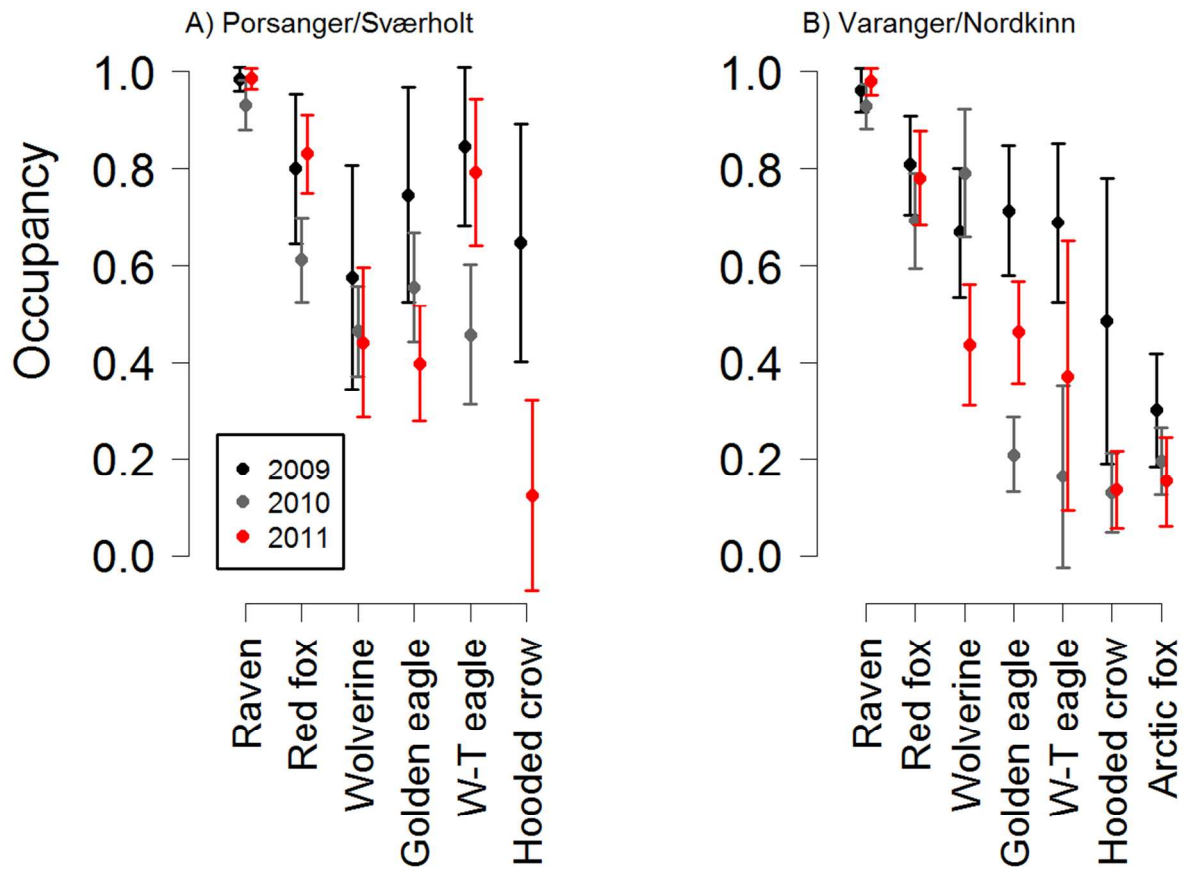 A) Porsanger/Sværholt
B) Varanger/Nordkinn
Occupancy
1.0
0.8
0.6
0.4
0.2
0.0
2009
2010
2011
Raven
Red fox
Wolverine
Golden eagle
W-T eagle
Hooded crow
1.0
0.8
0.6
0.4
0.2
0.0
Raven
Red fox
Wolverine
Golden eagle
W-T eagle
Hooded crow
Arctic fox